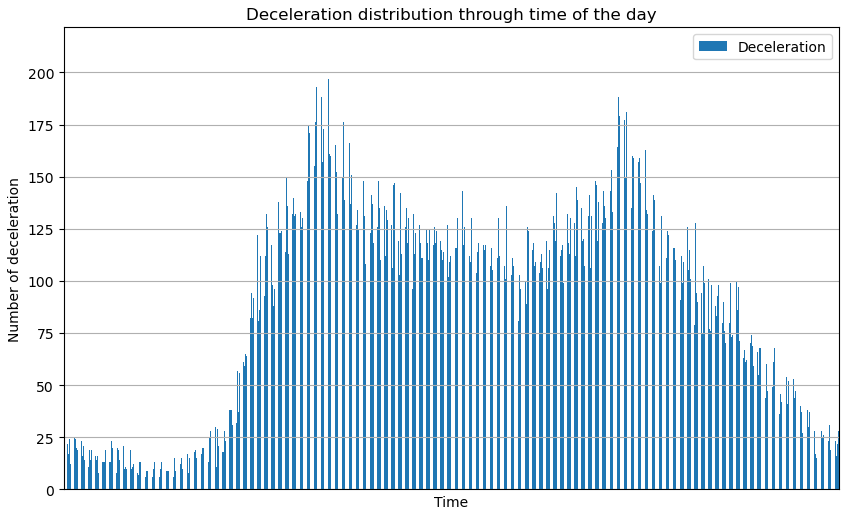 Deceleration distribution through time of the day
Deceleration
200
175
150
125
100
75
50
25
0
Number of deceleration
Time